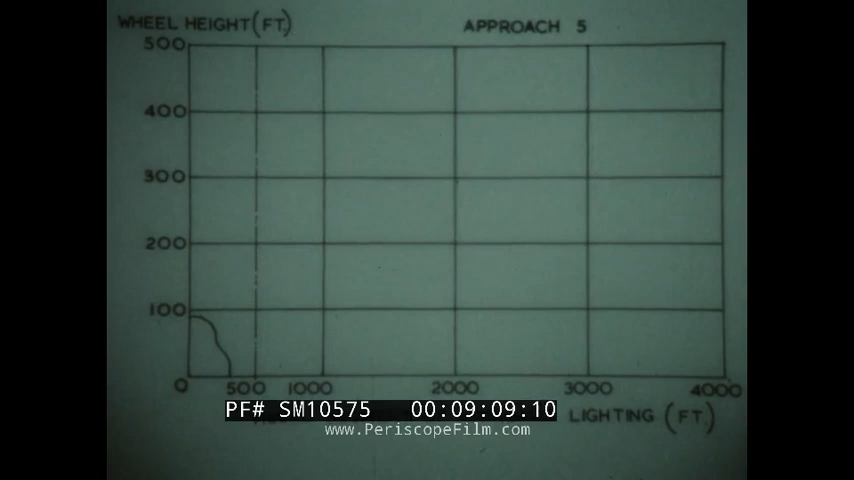 WHEEL HEIGHT (FT.)
APPROACH 5
500
400
300
200
100
0 500 1000 2000 3000 4000
LIGHTING (FT.)
PF# SM10575 00:09:09:10
www.PeriscopeFilm.com